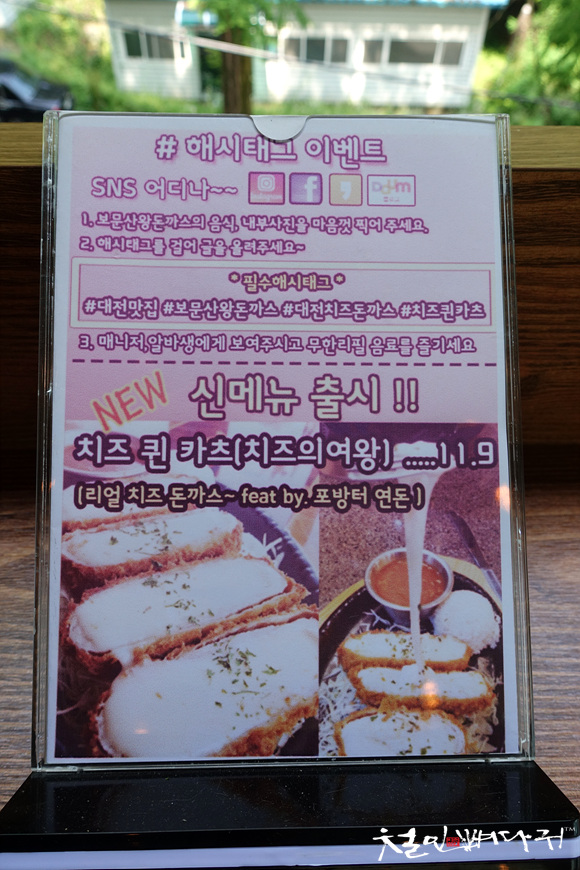 # 해시태그 이벤트
SNS 어디나~~
Daum
1. 보문산왕돈까스의 음식, 내부사진을 마음껏 찍어 주세요.
2. 해시태그를 걸어 글을 올려주세요~
* 필수해시태그 *
#대전맛집 #보문산왕돈까스 #대전치즈돈까스 #치즈퀸카츠
3. 매니저,알바생에게 보여주시고 무한리필 음료를 즐기세요
NEW 신메뉴 출시 !!
치즈 퀸 카츠(치즈의여왕) .....11.9
(리얼 치즈 돈까스~ feat by. 포방터 연돈 )